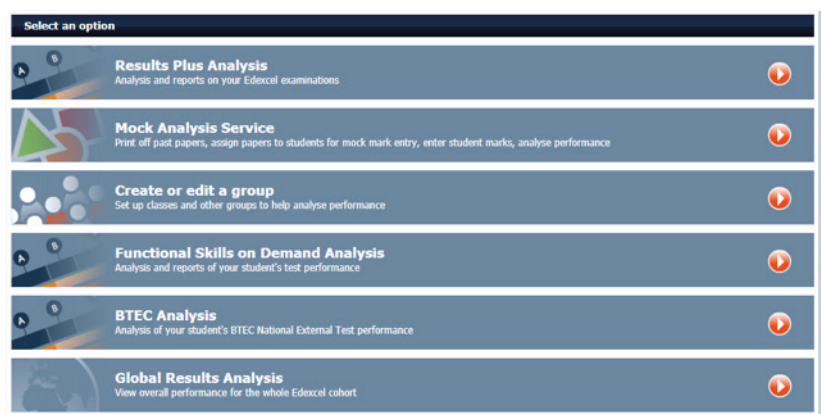 Select an option
Results Plus Analysis
Analysis and reports on your Edexcel examinations
Mock Analysis Service
Print off past papers, assign papers to students for mock mark entry, enter student marks, analyse performance
Create or edit a group
Set up classes and other groups to help analyse performance
Functional Skills on Demand Analysis
Analysis and reports of your student's test performance
BTEC Analysis
Analysis of your student's BTEC National External Test performance
Global Results Analysis
View overall performance for the whole Edexcel cohort
A
B
A
B
A
B